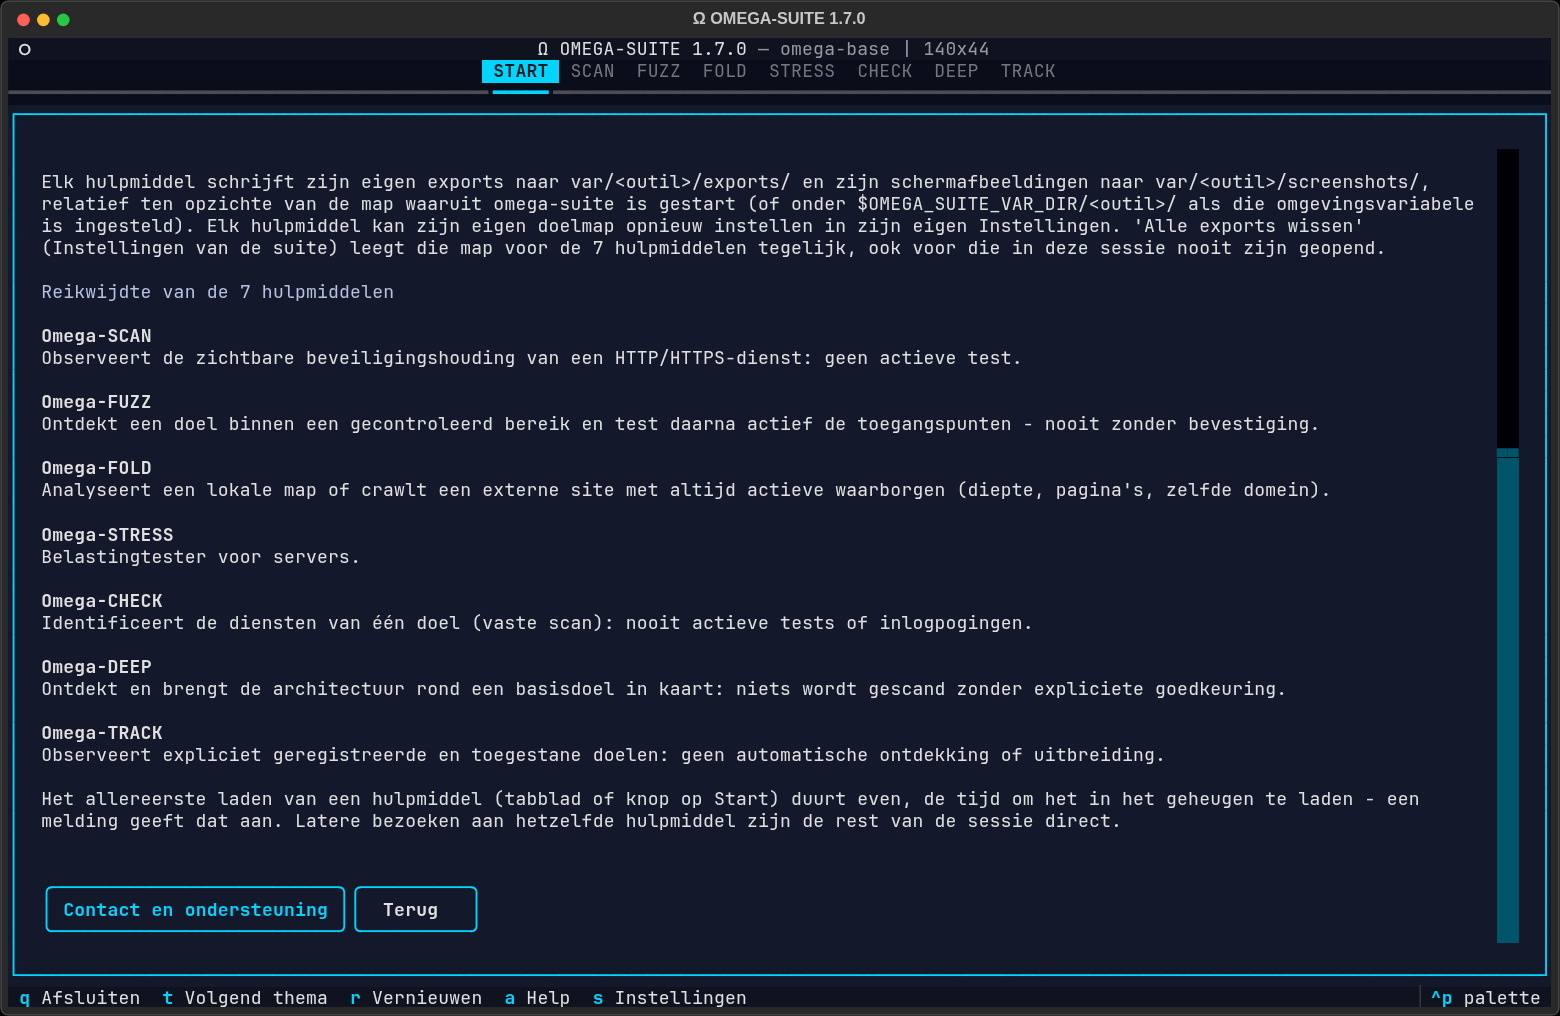 Ω OMEGA-SUITE 1.7.0
Ω OMEGA-SUITE 1.7.0 — omega-base | 140x44
START SCAN FUZZ FOLD STRESS CHECK DEEP TRACK
Elk hulpmiddel schrijft zijn eigen exports naar var/<outil>/exports/ en zijn schermafbeeldingen naar var/<outil>/screenshots/,
relatief ten opzichte van de map waaruit omega-suite is gestart (of onder $OMEGA_SUITE_VAR_DIR/<outil>/ als die omgevingsvariabele
is ingesteld). Elk hulpmiddel kan zijn eigen doelmap opnieuw instellen in zijn eigen Instellingen. 'Alle exports wissen'
(Instellingen van de suite) leegt die map voor de 7 hulpmiddelen tegelijk, ook voor die in deze sessie nooit zijn geopend.
Reikwijdte van de 7 hulpmiddelen
Omega-SCAN
Observeert de zichtbare beveiligingshouding van een HTTP/HTTPS-dienst: geen actieve test.
Omega-FUZZ
Ontdekt een doel binnen een gecontroleerd bereik en test daarna actief de toegangspunten - nooit zonder bevestiging.
Omega-FOLD
Analyseert een lokale map of crawlt een externe site met altijd actieve waarborgen (diepte, pagina's, zelfde domein).
Omega-STRESS
Belastingtester voor servers.
Omega-CHECK
Identificeert de diensten van één doel (vaste scan): nooit actieve tests of inlogpogingen.
Omega-DEEP
Ontdekt en brengt de architectuur rond een basisdoel in kaart: niets wordt gescand zonder expliciete goedkeuring.
Omega-TRACK
Observeert expliciet geregistreerde en toegestane doelen: geen automatische ontdekking of uitbreiding.
Het allereerste laden van een hulpmiddel (tabblad of knop op Start) duurt even, de tijd om het in het geheugen te laden - een
melding geeft dat aan. Latere bezoeken aan hetzelfde hulpmiddel zijn de rest van de sessie direct.
Contact en ondersteuning Terug
q Afsluiten t Volgend thema r Vernieuwen a Help s Instellingen ^p palette